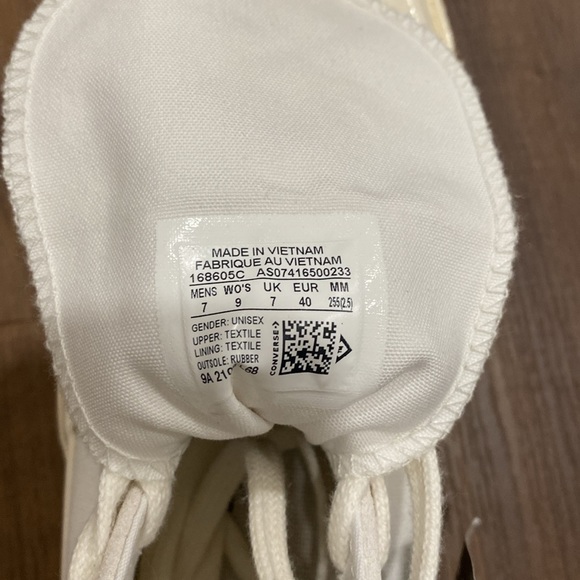 MADE IN VIETNAM
FABRIQUE AU VIETNAM
168605C AS07416500233
MENS WO'S UK EUR MM
7 9 7 40 255(2.5)
GENDER: UNISEX
UPPER: TEXTILE
LINING: TEXTILE
OUTSOLE: RUBBER
CONVERSE
9A